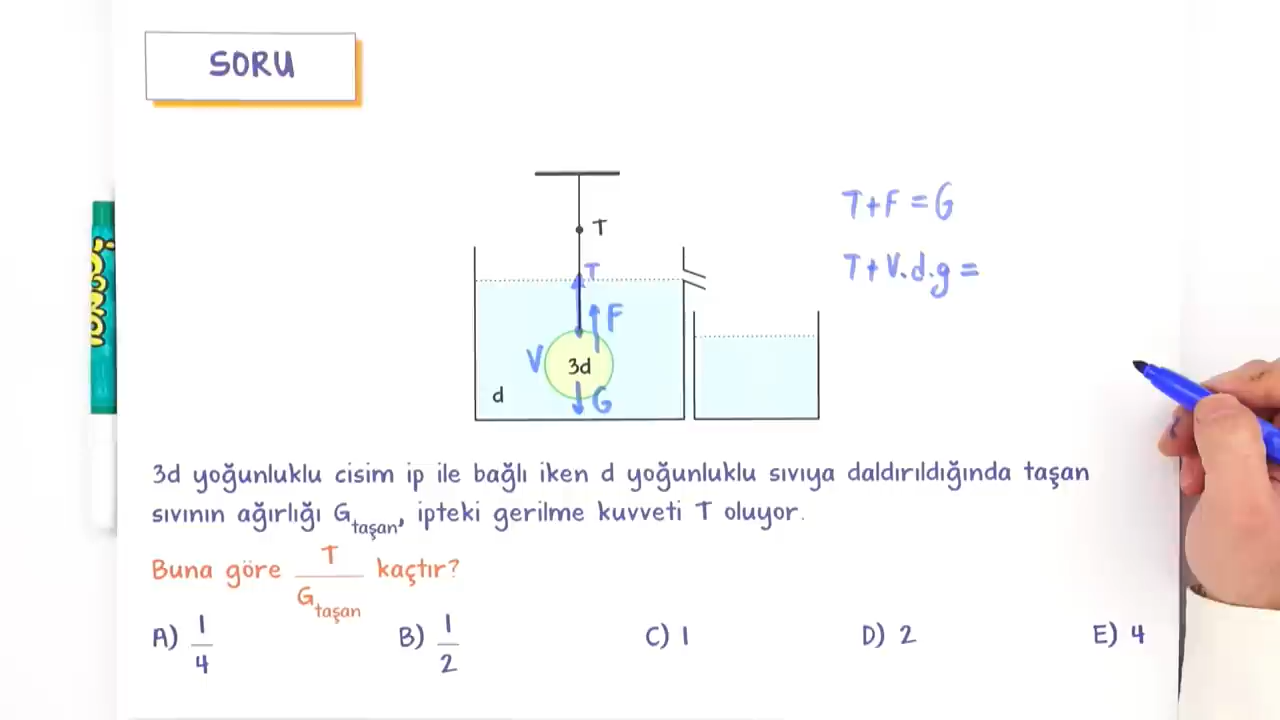 SORU
T
T
F
V
3d
d
G
T+F=G
T+V.d.g=
3d yoğunluklu cisim ip ile bağlı iken d yoğunluklu sıvıya daldırıldığında taşan
sıvının ağırlığı Gtaşan, ipteki gerilme kuvveti T oluyor.
Buna göre T/Gtaşan kaçtır?
A) 1/4 B) 1/2 C) 1 D) 2 E) 4